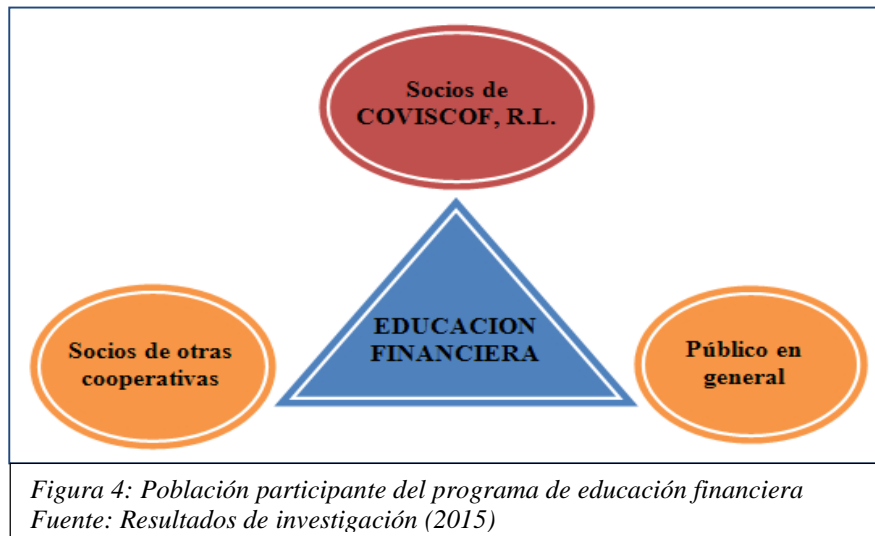 Socios de
COVISCOF, R.L.
EDUCACION
FINANCIERA
Socios de otras
cooperativas
Público en
general
Figura 4: Población participante del programa de educación financiera
Fuente: Resultados de investigación (2015)